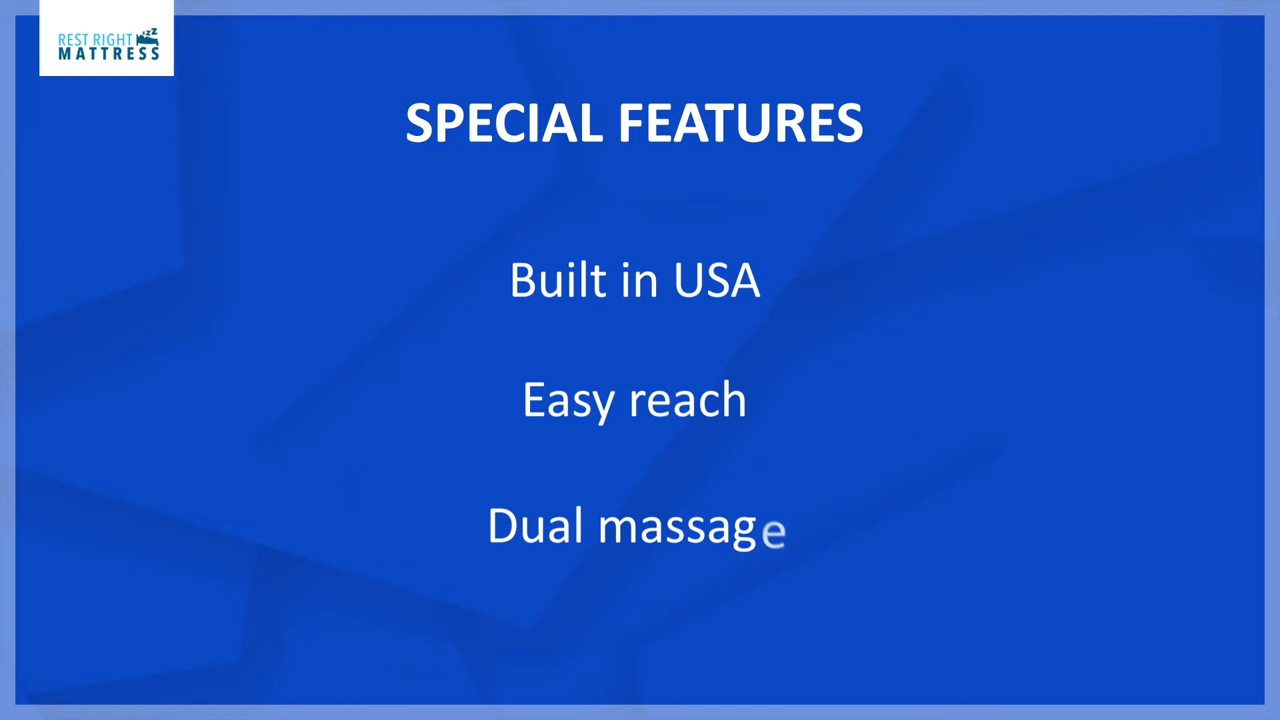 REST RIGHT
MATTRESS
SPECIAL FEATURES
Built in USA
Easy reach
Dual massage